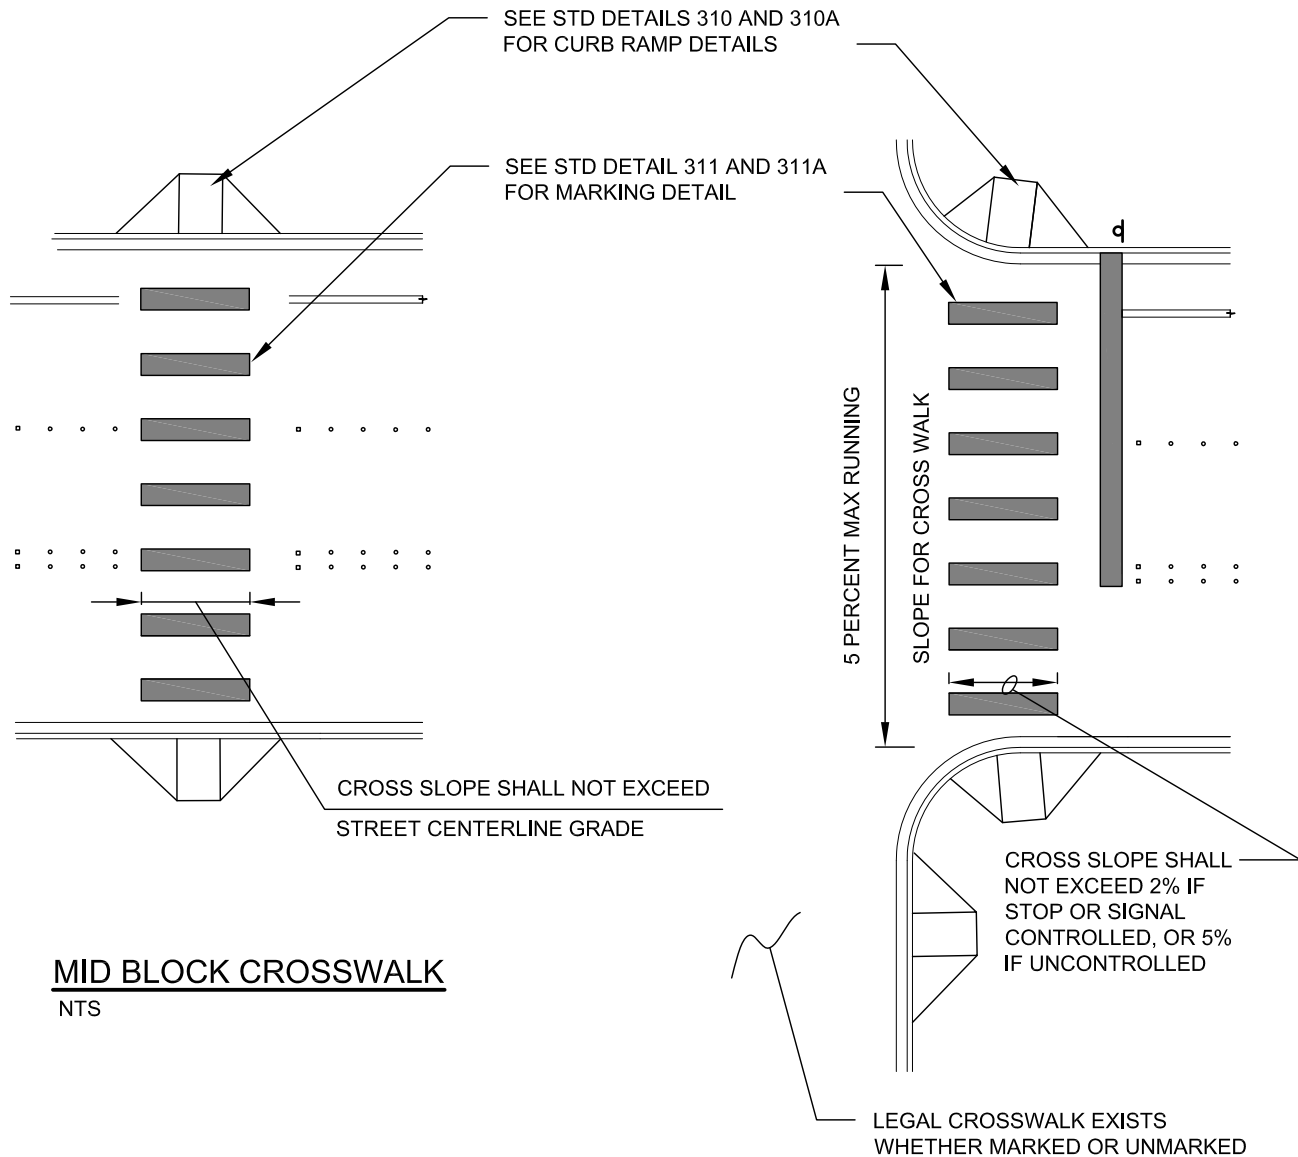 SEE STD DETAILS 310 AND 310A
FOR CURB RAMP DETAILS
SEE STD DETAIL 311 AND 311A
FOR MARKING DETAIL
5 PERCENT MAX RUNNING
SLOPE FOR CROSS WALK
CROSS SLOPE SHALL NOT EXCEED
STREET CENTERLINE GRADE
CROSS SLOPE SHALL
NOT EXCEED 2% IF
STOP OR SIGNAL
CONTROLLED, OR 5%
IF UNCONTROLLED
MID BLOCK CROSSWALK
NTS
LEGAL CROSSWALK EXISTS
WHETHER MARKED OR UNMARKED